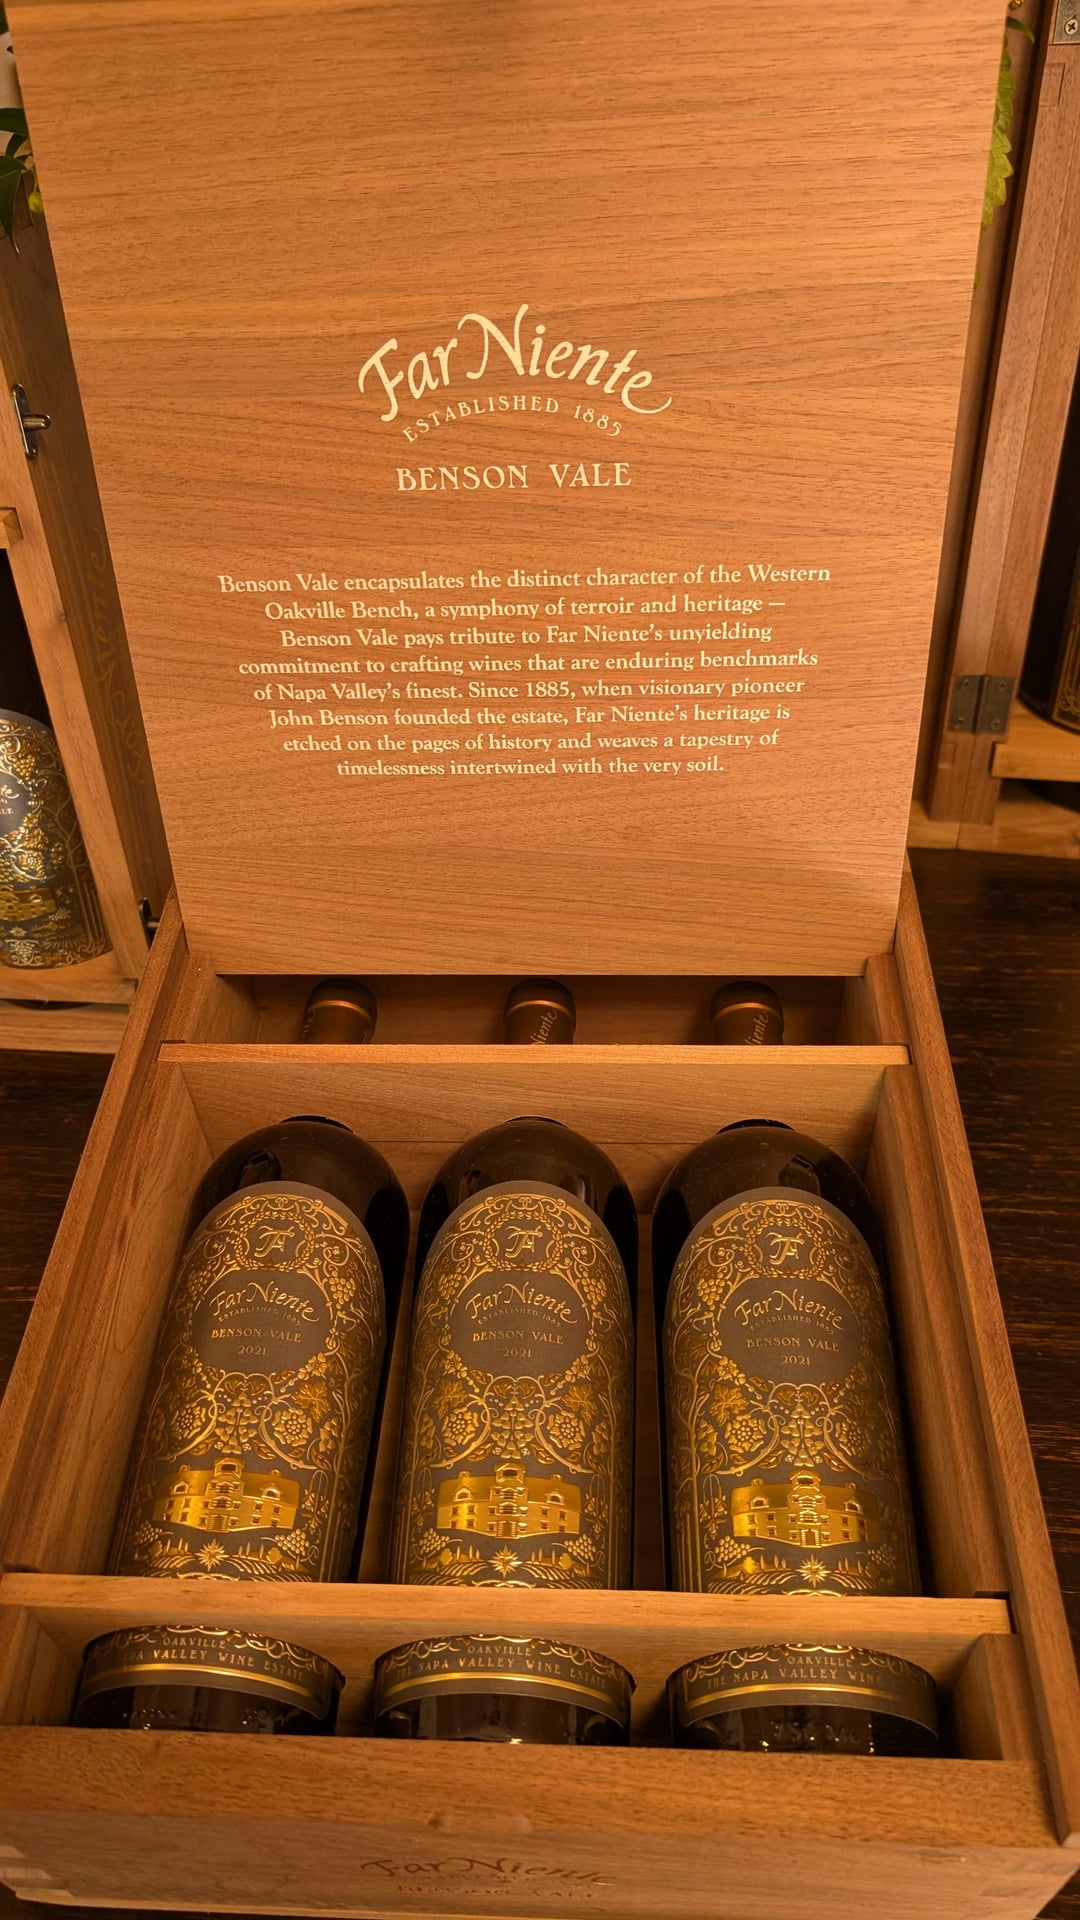 Far Niente
ESTABLISHED 1885
BENSON VALE
Benson Vale encapsulates the distinct character of the Western
Oakville Bench, a symphony of terroir and heritage —
Benson Vale pays tribute to Far Niente's unyielding
commitment to crafting wines that are enduring benchmarks
of Napa Valley's finest. Since 1885, when visionary pioneer
John Benson founded the estate, Far Niente's heritage is
etched on the pages of history and weaves a tapestry of
timelessness intertwined with the very soil.
Far Niente
ESTABLISHED 1885
BENSON VALE
2021
Far Niente
ESTABLISHED 1885
BENSON VALE
2021
Far Niente
ESTABLISHED 1885
BENSON VALE
2021
OAKVILLE
NAPA VALLEY WINE ESTATE
OAKVILLE
THE NAPA VALLEY WINE ESTATE
OAKVILLE
THE NAPA VALLEY WINE
750 ML
Far Niente
BENSON VALE